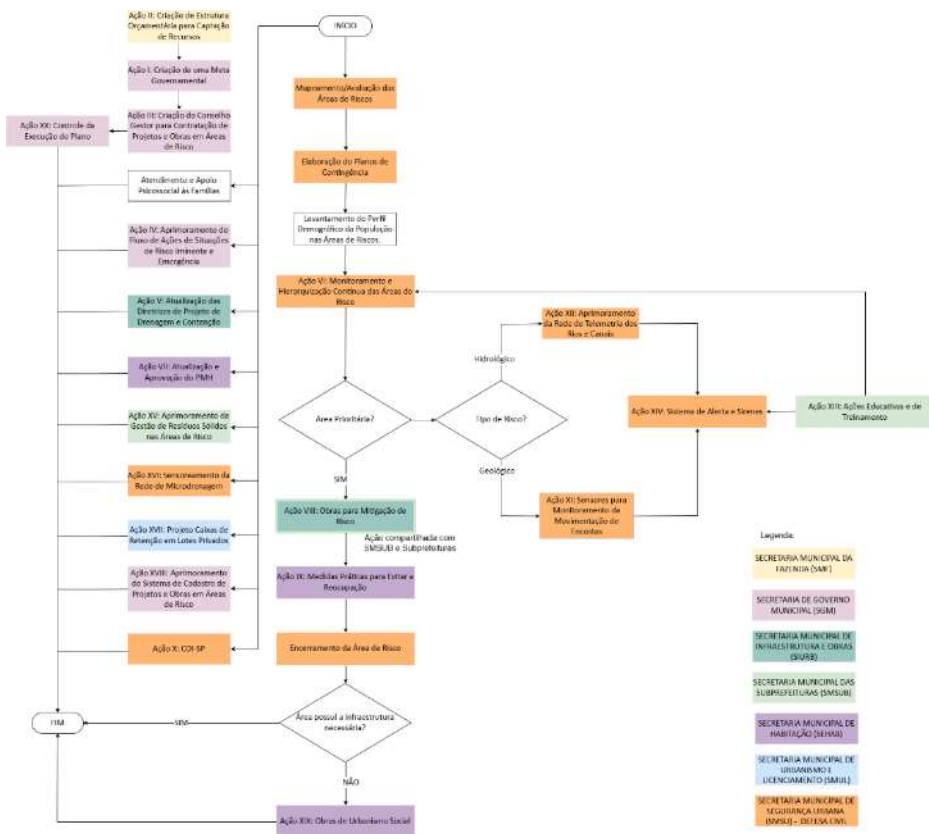 Ação II: Criação de Estrutura
Orçamentária para Captação
de Recursos
INÍCIO
Ação I: Criação de uma Meta
Governamental
Mapeamento/Avaliação das
Áreas de Riscos
Ação XX: Controle da
Execução do Plano
Ação III: Criação do Conselho
Gestor para Contratação de
Projetos e Obras em Áreas
de Risco
Elaboração de Planos de
Contingência
Atendimento e Apoio
Psicossocial às Famílias
Levantamento do Perfil
Demográfico da População
nas Áreas de Riscos.
Ação IV: Aprimoramento do
Fluxo de Ações de Situações
de Risco Iminente e
Emergência
Ação VI: Monitoramento e
Hierarquização Contínua das Áreas de
Risco
Ação V: Atualização das
Diretrizes de Projeto de
Drenagem e Contenção
Ação XII: Aprimoramento
da Rede de Telemetria dos
Rios e Canais
Hidrológico
Ação VII: Atualização e
Aprovação do PMH
Área Prioritária?
Tipo de Risco?
Ação XIV: Sistema de Alerta e Sirenes
Ação XIII: Ações Educativas e de
Treinamento
Ação XV: Aprimoramento da
Gestão de Resíduos Sólidos
nas Áreas de Risco
SIM
Geológico
Ação XVI: Sensoreamento da
Rede de Microdrenagem
Ação VIII: Obras para Mitigação de
Risco
Ação XI: Sensores para
Monitoramento da
Movimentação de
Encostas
Ação compartilhada com
SMSUB e Subprefeituras
Ação XVII: Projeto Caixas de
Retenção em Lotes Privados
Ação IX: Medidas Práticas para Evitar a
Reocupação
Ação XVIII: Aprimoramento
do Sistema de Cadastro de
Projetos e Obras em Áreas
de Risco
Ação X: COI-SP
Encerramento da Área de Risco
FIM
SIM
Área possui a infraestrutura
necessária?
NÃO
Ação XIX: Obras de Urbanismo Social
Legenda:
SECRETARIA MUNICIPAL DA
FAZENDA (SMF)
SECRETARIA DE GOVERNO
MUNICIPAL (SGM)
SECRETARIA MUNICIPAL DE
INFRAESTRUTURA E OBRAS
(SIURB)
SECRETARIA MUNICIPAL DAS
SUBPREFEITURAS (SMSUB)
SECRETARIA MUNICIPAL DE
HABITAÇÃO (SEHAB)
SECRETARIA MUNICIPAL DE
URBANISMO E
LICENCIAMENTO (SMUL)
SECRETARIA MUNICIPAL DE
SEGURANÇA URBANA
(SMSU) - DEFESA CIVIL